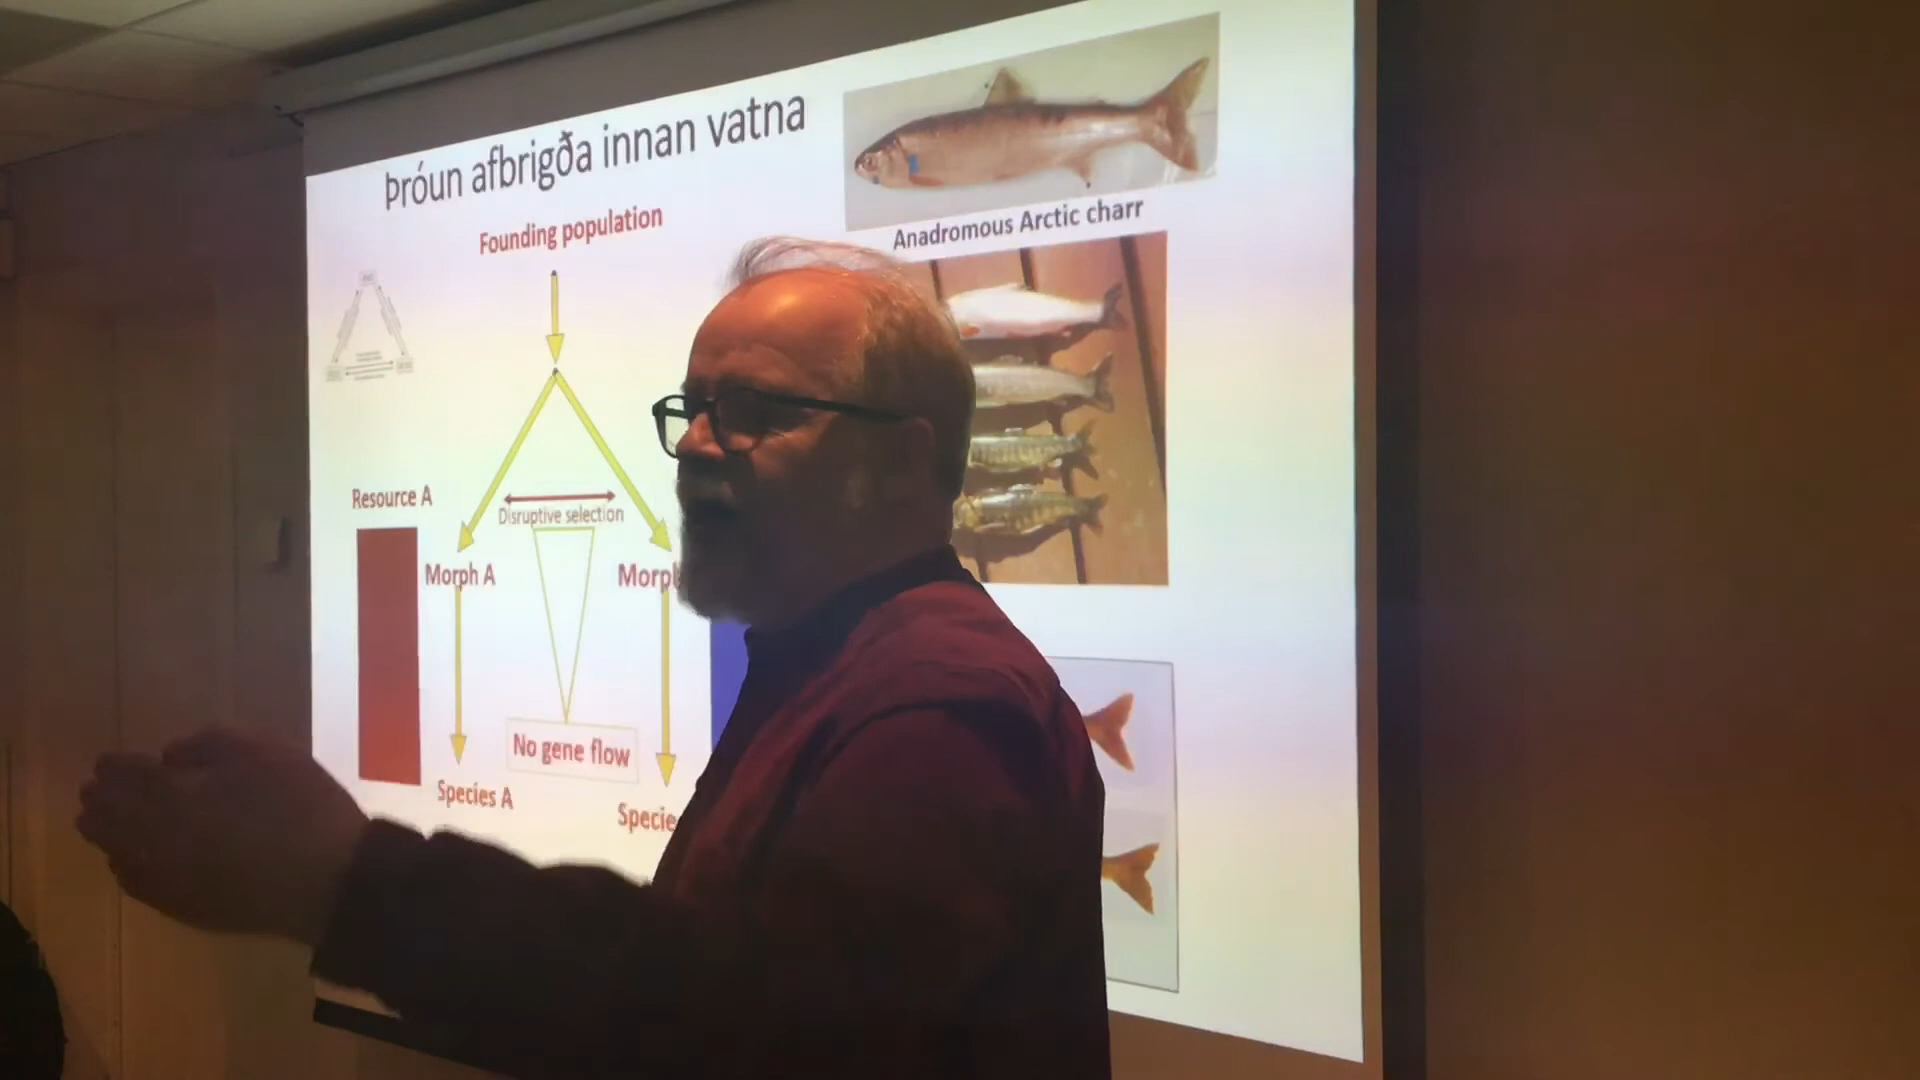 Þróun afbrigða innan vatna
Founding population
Anadromous Arctic charr
Resource A
Disruptive selection
Morph A
No gene flow
Species A